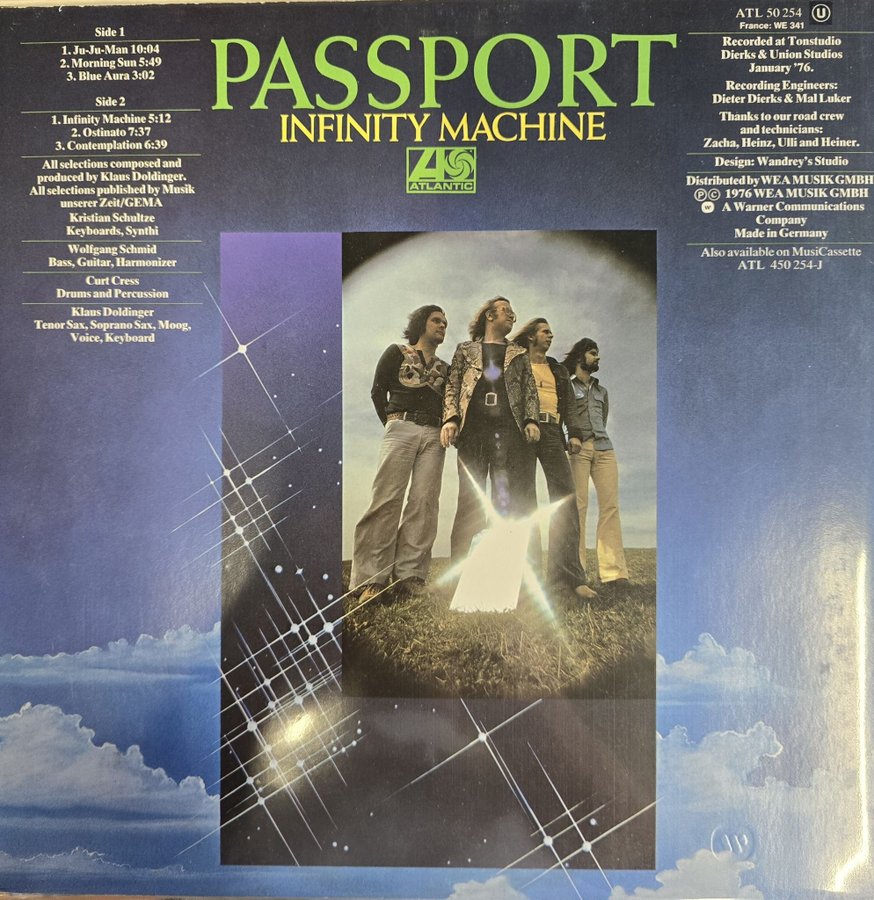 Side 1
1. Ju-Ju-Man 10:04
2. Morning Sun 5:49
3. Blue Aura 3:02
Side 2
1. Infinity Machine 5:12
2. Ostinato 7:37
3. Contemplation 6:39
All selections composed and
produced by Klaus Doldinger.
All selections published by Musik
unserer Zeit/GEMA
Kristian Schultze
Keyboards, Synthi
Wolfgang Schmid
Bass, Guitar, Harmonizer
Curt Cress
Drums and Percussion
Klaus Doldinger
Tenor Sax, Soprano Sax, Moog,
Voice, Keyboard
PASSPORT
INFINITY MACHINE
ATLANTIC
ATL 50 254 U
France: WE 341
Recorded at Tonstudio
Dierks & Union Studios
January '76.
Recording Engineers:
Dieter Dierks & Mal Luker
Thanks to our road crew
and technicians:
Zacha, Heinz, Ulli and Heiner.
Design: Wandrey's Studio
Distributed by WEA MUSIK GMBH
Ⓟ Ⓒ 1976 WEA MUSIK GMBH
W A Warner Communications
Company
Made in Germany
Also available on MusiCassette
ATL 450 254-J
W